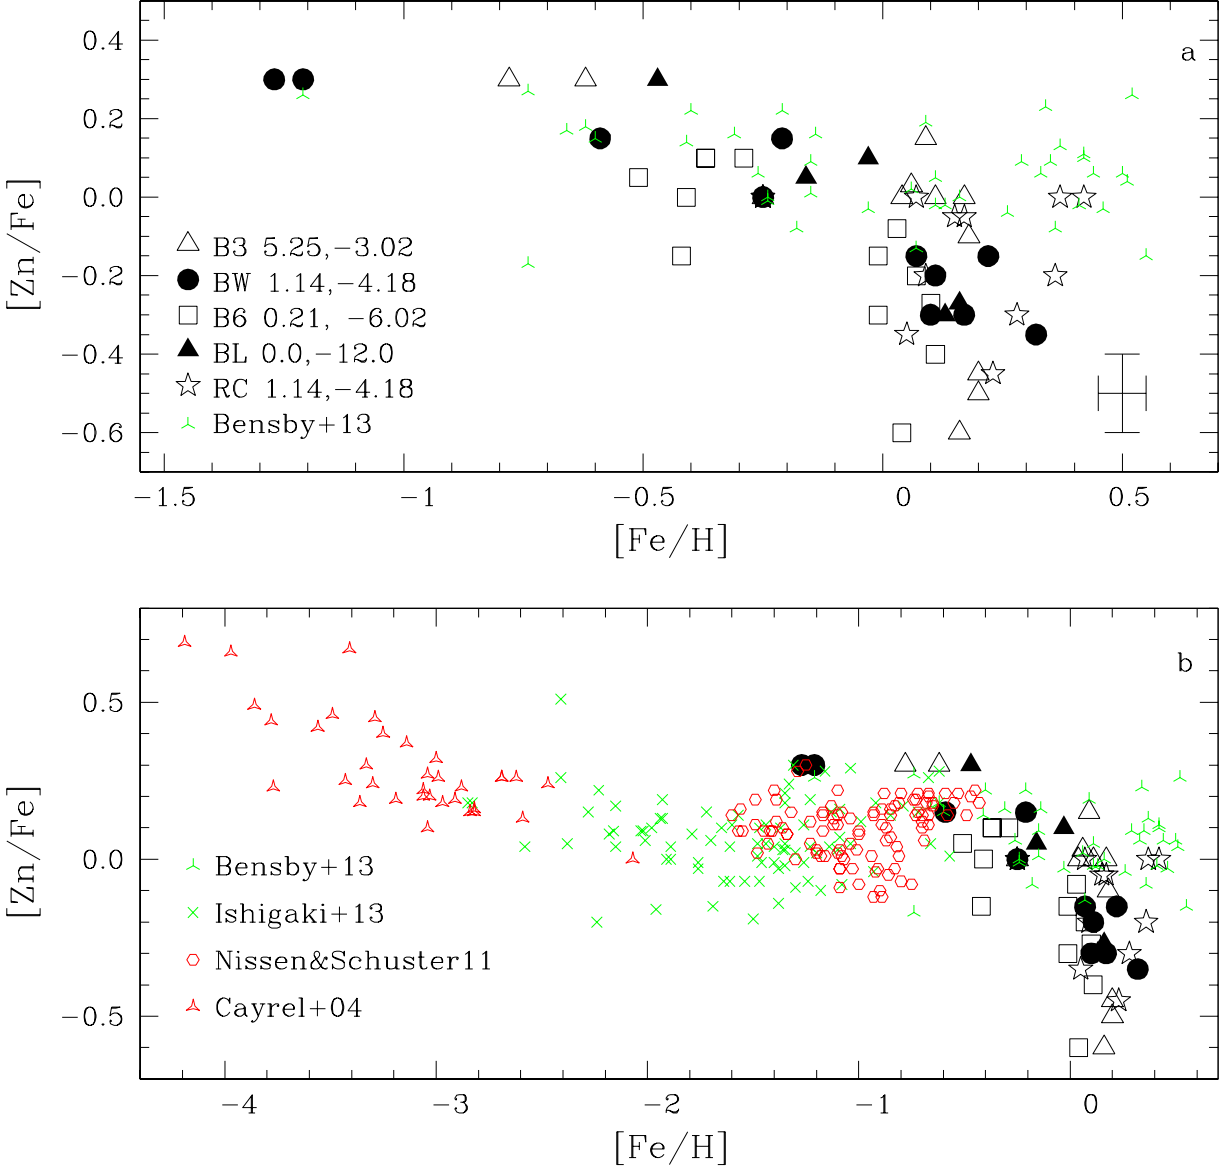 a
0.4
0.2
0.0
−0.2
−0.4
−0.6
[Zn/Fe]
B3 5.25,−3.02
BW 1.14,−4.18
B6 0.21, −6.02
BL 0.0,−12.0
RC 1.14,−4.18
Bensby+13
−1.5 −1 −0.5 0 0.5
[Fe/H]
b
0.5
0.0
−0.5
[Zn/Fe]
Bensby+13
Ishigaki+13
Nissen&Schuster11
Cayrel+04
−4 −3 −2 −1 0
[Fe/H]